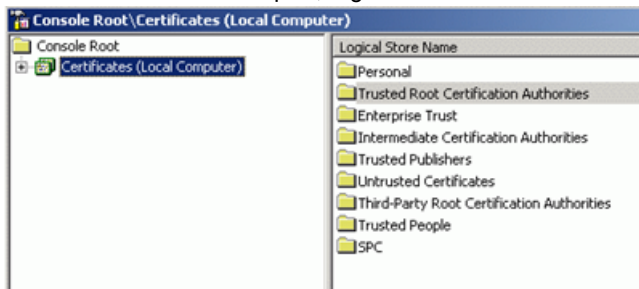 Console Root\Certificates (Local Computer)
Console Root
Certificates (Local Computer)
Logical Store Name
Personal
Trusted Root Certification Authorities
Enterprise Trust
Intermediate Certification Authorities
Trusted Publishers
Untrusted Certificates
Third-Party Root Certification Authorities
Trusted People
SPC